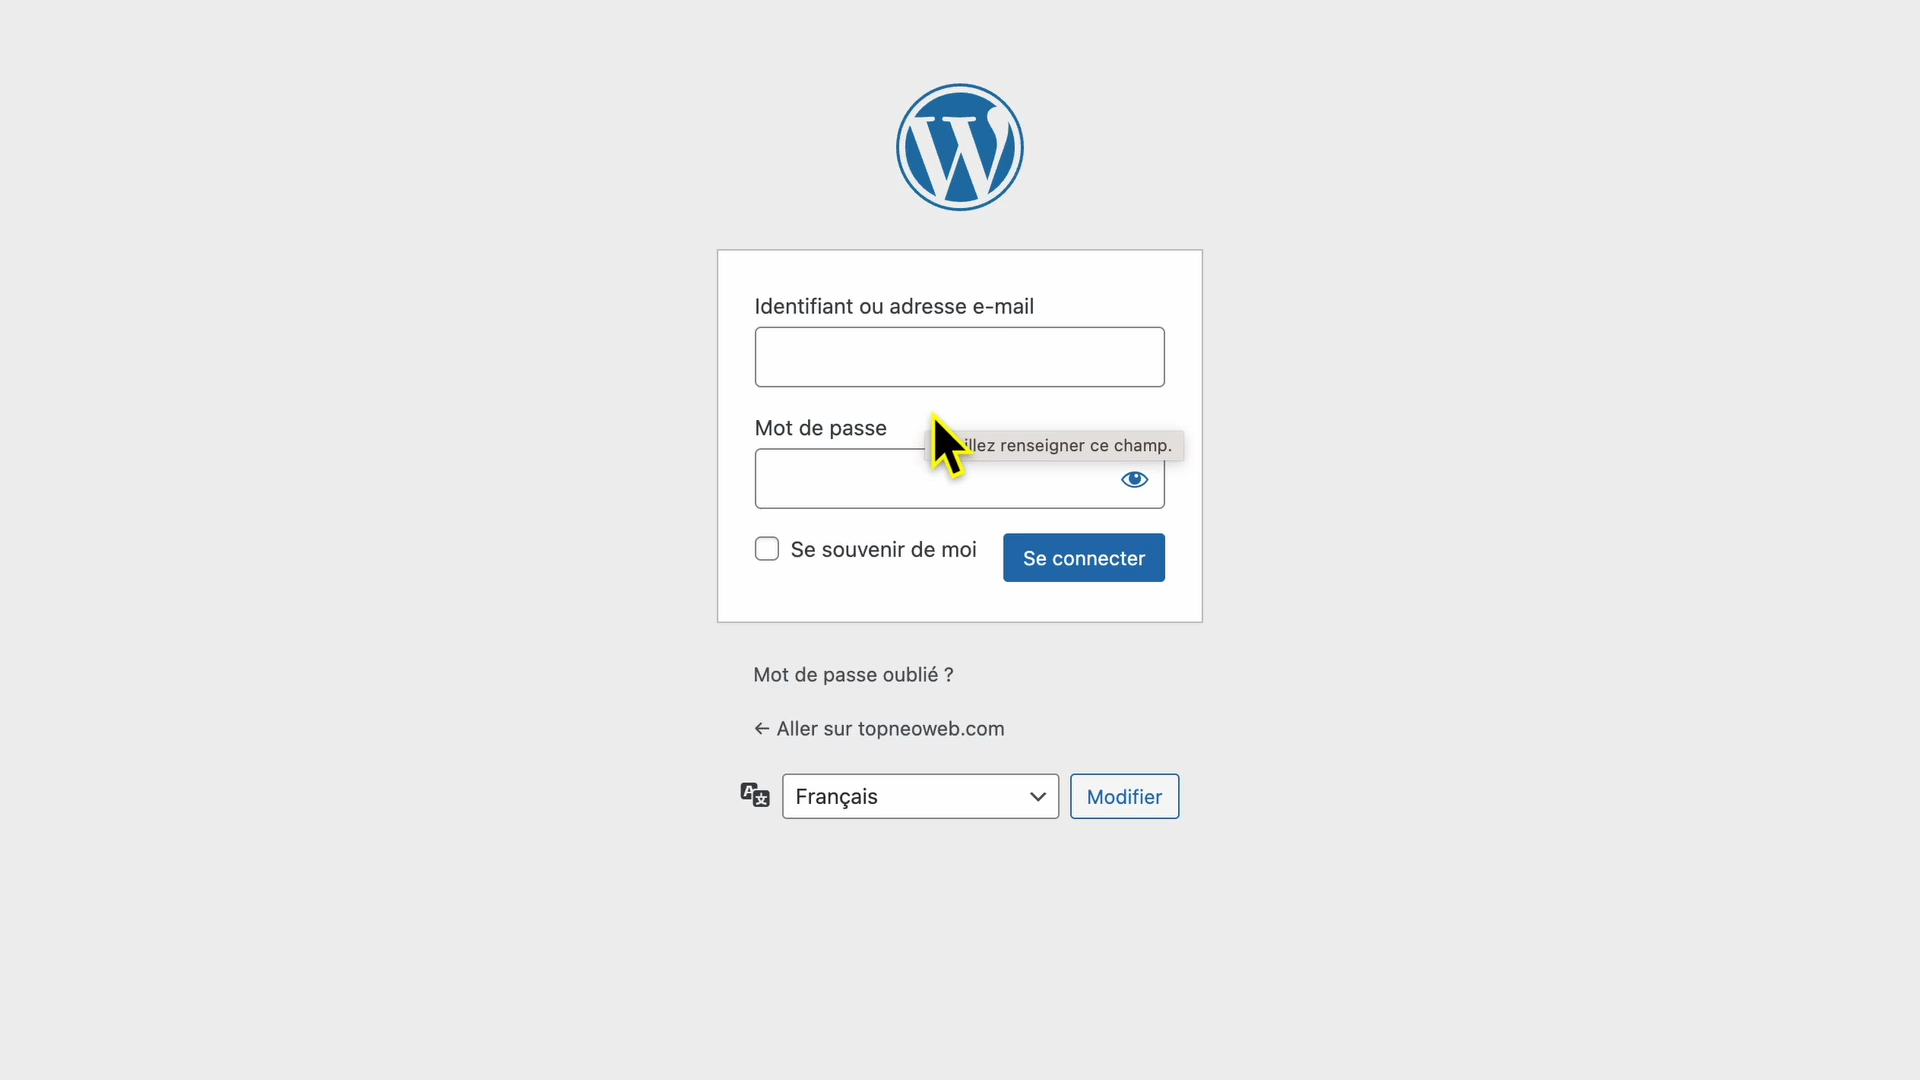 Identifiant ou adresse e-mail
Mot de passe
renseigner ce champ.
Se souvenir de moi
Se connecter
Mot de passe oublié ?
← Aller sur topneoweb.com
Français
Modifier